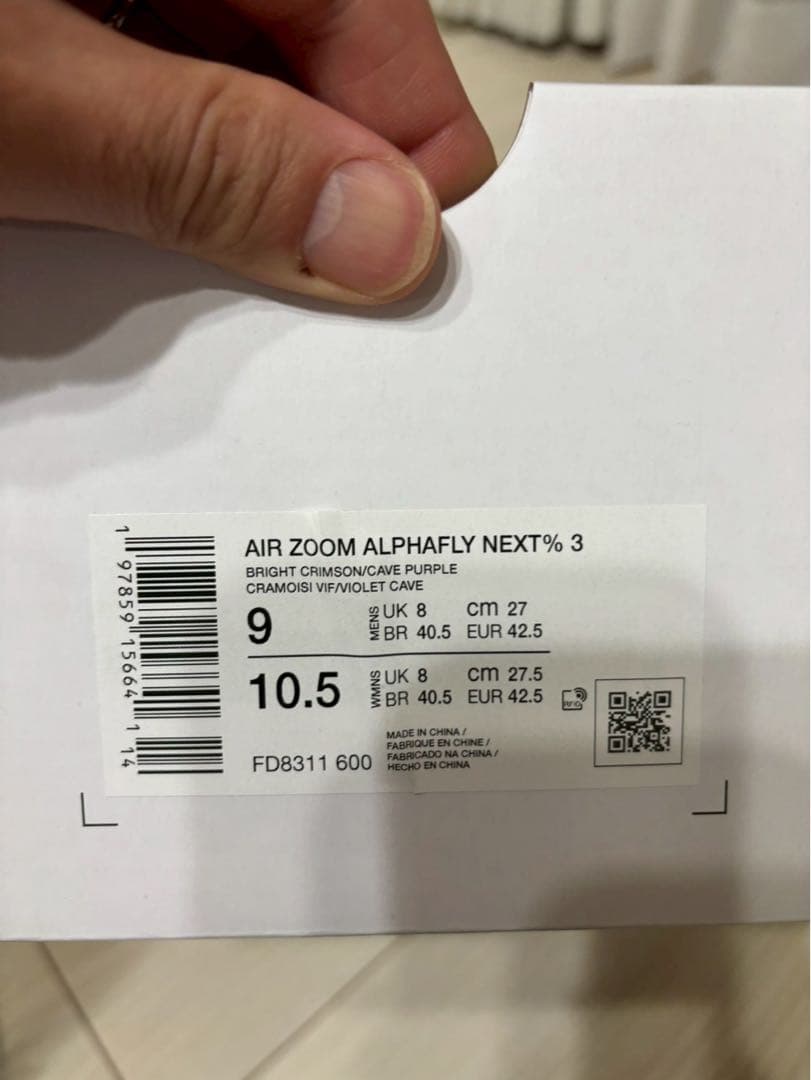 1 97859 15664 1 14
AIR ZOOM ALPHAFLY NEXT% 3
BRIGHT CRIMSON/CAVE PURPLE
CRAMOISI VIF/VIOLET CAVE
9 MENS UK 8 cm 27
BR 40.5 EUR 42.5
10.5 WMNS UK 8 cm 27.5
BR 40.5 EUR 42.5
RFID
FD8311 600
MADE IN CHINA /
FABRIQUE EN CHINE /
FABRICADO NA CHINA /
HECHO EN CHINA